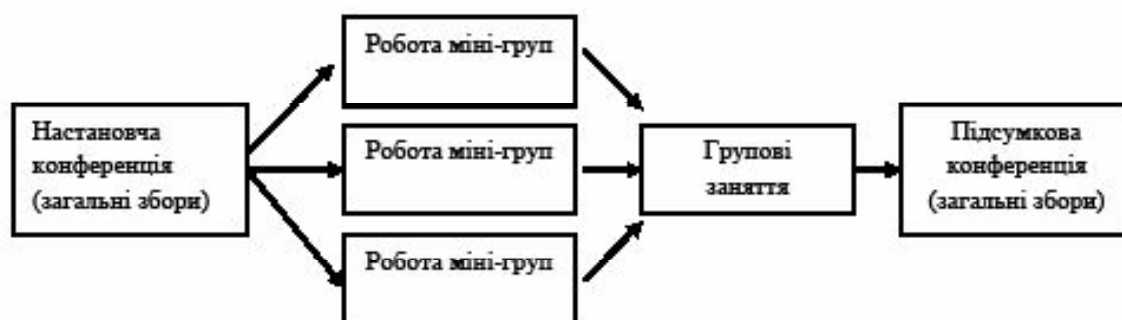 Настановча
конференція
(загальні збори)
Робота міні-груп
Робота міні-груп
Робота міні-груп
Групові
заняття
Підсумкова
конференція
(загальні збори)